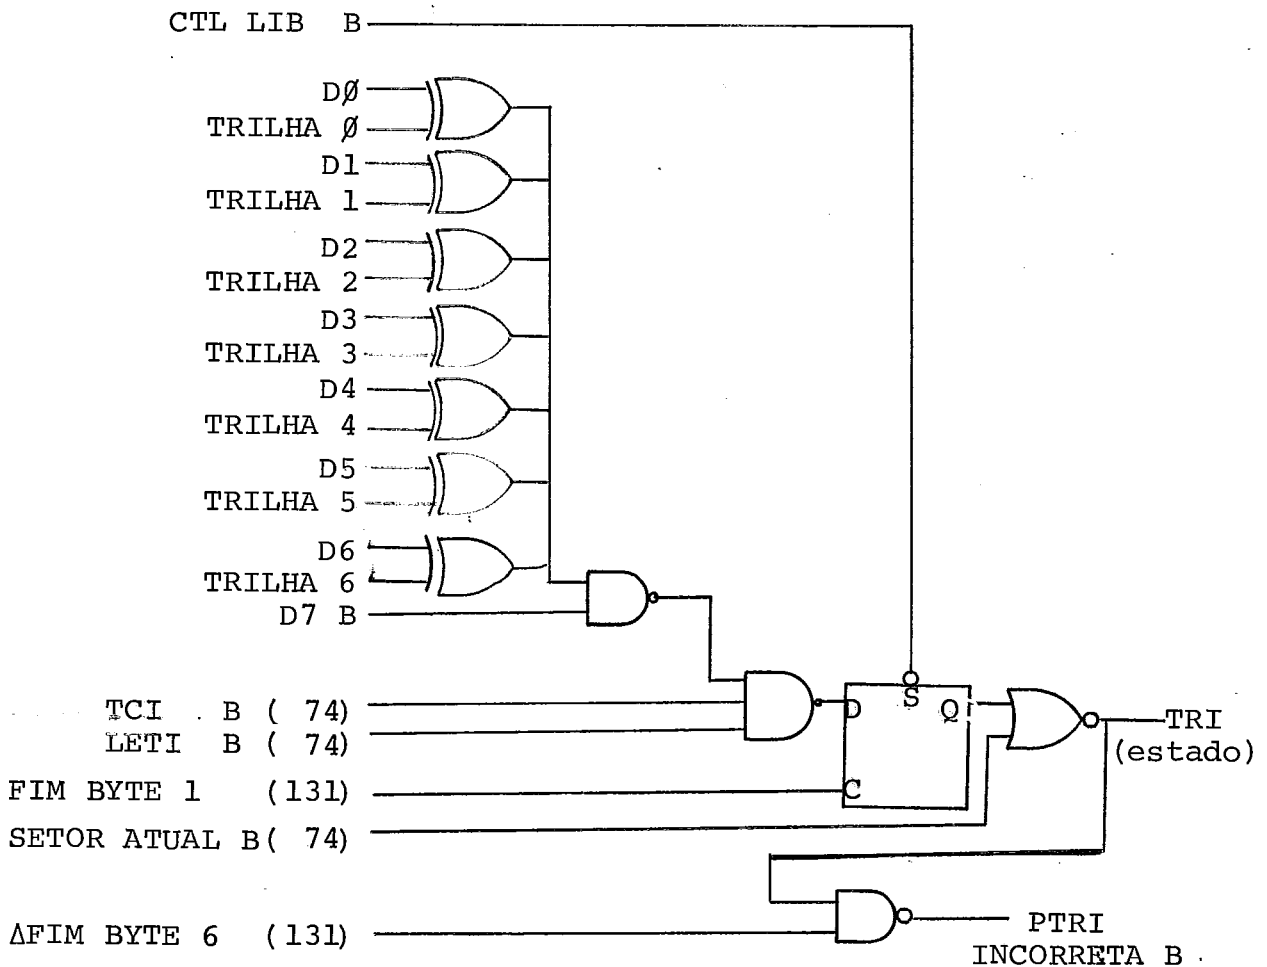 CTL LIB B
DØ
TRILHA Ø
D1
TRILHA 1
D2
TRILHA 2
D3
TRILHA 3
D4
TRILHA 4
D5
TRILHA 5
D6
TRILHA 6
D7 B
TCI B ( 74)
LETI B ( 74)
FIM BYTE 1 (131)
SETOR ATUAL B( 74)
ΔFIM BYTE 6 (131)
D
S
Q
C
TRI
(estado)
PTRI
INCORRETA B